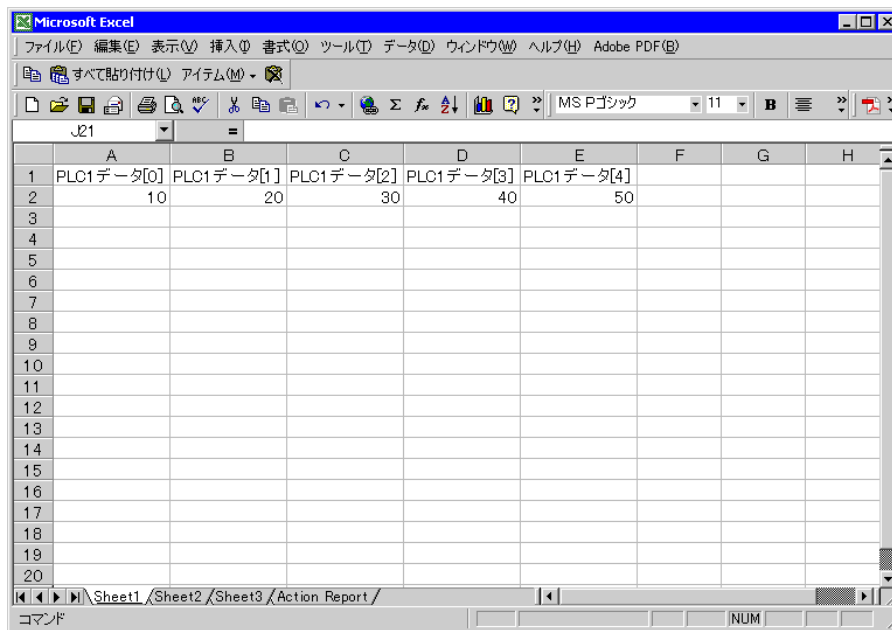 Microsoft Excel
ファイル(F) 編集(E) 表示(V) 挿入(I) 書式(O) ツール(T) データ(D) ウィンドウ(W) ヘルプ(H) Adobe PDF(B)
すべて貼り付け(L) アイテム(M)
ABC Σ fx MS Pゴシック 11 B
J21 =
A B C D E F G H
1 PLC1データ[0] PLC1データ[1] PLC1データ[2] PLC1データ[3] PLC1データ[4]
2 10 20 30 40 50
3
4
5
6
7
8
9
10
11
12
13
14
15
16
17
18
19
20
Sheet1 Sheet2 Sheet3 Action Report
コマンド NUM